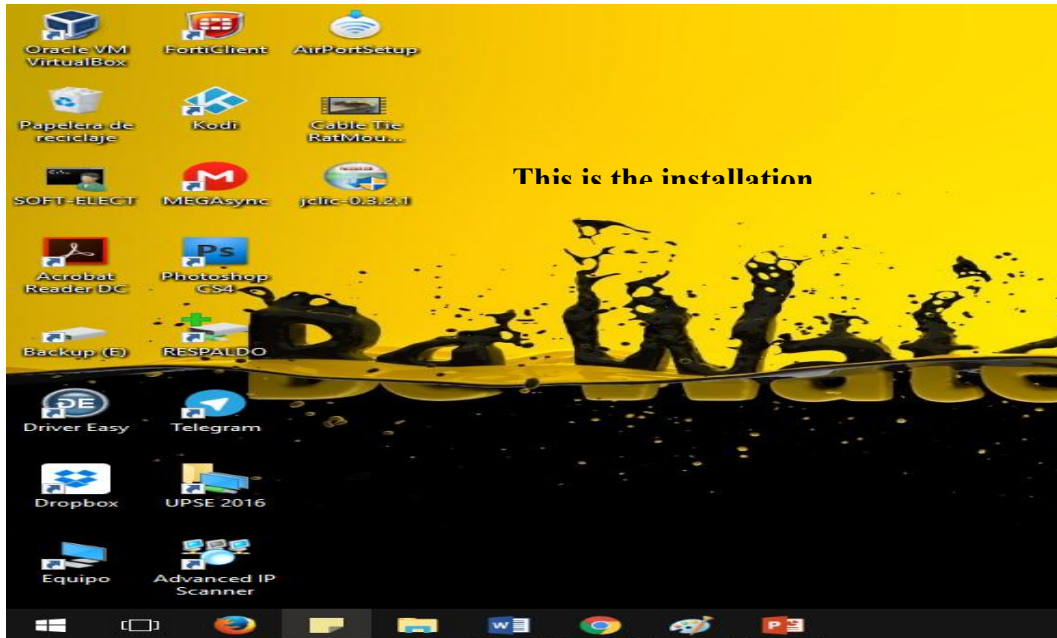 Oracle VM
VirtualBox
FortiClient
AirPortSetup
Papelera de
reciclaje
Kodi
Cable Tie
RatMou...
SOFT-ELECT
MEGAsync
jclic-0.3.2.1
This is the installation
Acrobat
Reader DC
Photoshop
CS4
Backup (E)
RESPALDO
Driver Easy
Telegram
Dropbox
UPSE 2016
Equipo
Advanced IP
Scanner